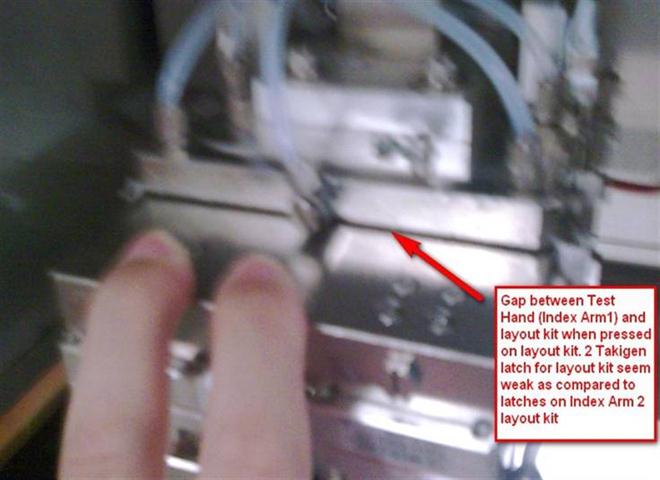 Gap between Test
Hand (Index Arm1) and
layout kit when pressed
on layout kit. 2 Takigen
latch for layout kit seem
weak as compared to
latches on Index Arm 2
layout kit